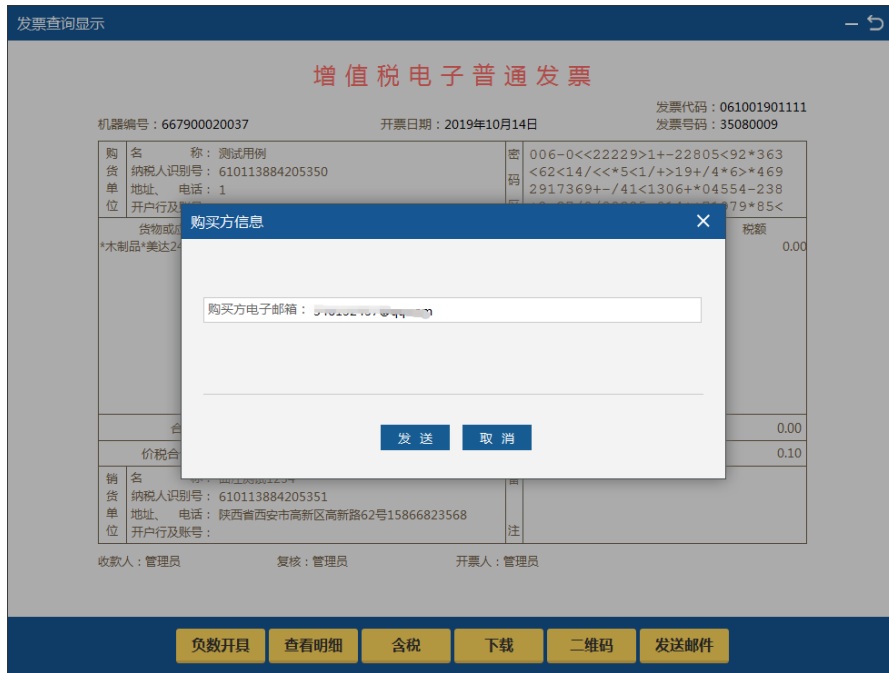 发票查询显示
增值税电子普通发票
发票代码：061001901111
机器编号：667900020037 开票日期：2019年10月14日 发票号码：35080009
购货单位 名 称：测试用例
纳税人识别号：610113884205350
地址、 电话：1
开户行及
密码
006-0<<22229>1+-22805<92*363
<62<14/<<*5<1/+>19+/4*6>*469
2917369+-/41<1306+*04554-238
货物或应 税额
*木制品*美达24 0.00
购买方信息
购买方电子邮箱：
发送 取消
合 0.00
价税合 0.10
销货单位 名 称：
纳税人识别号：610113884205351
地址、 电话：陕西省西安市高新区高新路62号15866823568
开户行及账号：
注
收款人：管理员 复核：管理员 开票人：管理员
负数开具 查看明细 含税 下载 二维码 发送邮件